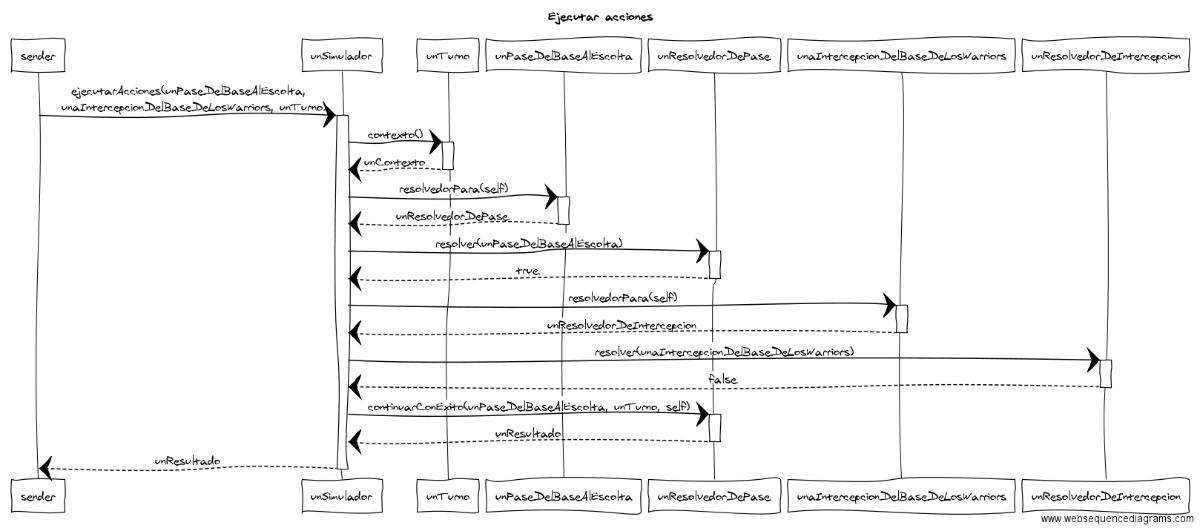 Ejecutar acciones
sender
unSimulador
unTurno
unPaseDelBaseAlEscolta
unResolvedorDePase
unaIntercepcionDelBaseDeLosWarriors
unResolvedorDeIntercepcion
ejecutarAcciones(unPaseDelBaseAlEscolta,
unaIntercepcionDelBaseDeLosWarriors, unTurno)
contexto()
unContexto
resolvedorPara(self)
unResolvedorDePase
resolver(unPaseDelBaseAlEscolta)
true
resolvedorPara(self)
unResolvedorDeIntercepcion
resolver(unaIntercepcionDelBaseDeLosWarriors)
false
continuarConExito(unPaseDelBaseAlEscolta, unTurno, self)
unResultado
unResultado
sender
unSimulador
unTurno
unPaseDelBaseAlEscolta
unResolvedorDePase
unaIntercepcionDelBaseDeLosWarriors
unResolvedorDeIntercepcion
www.websequencediagrams.com